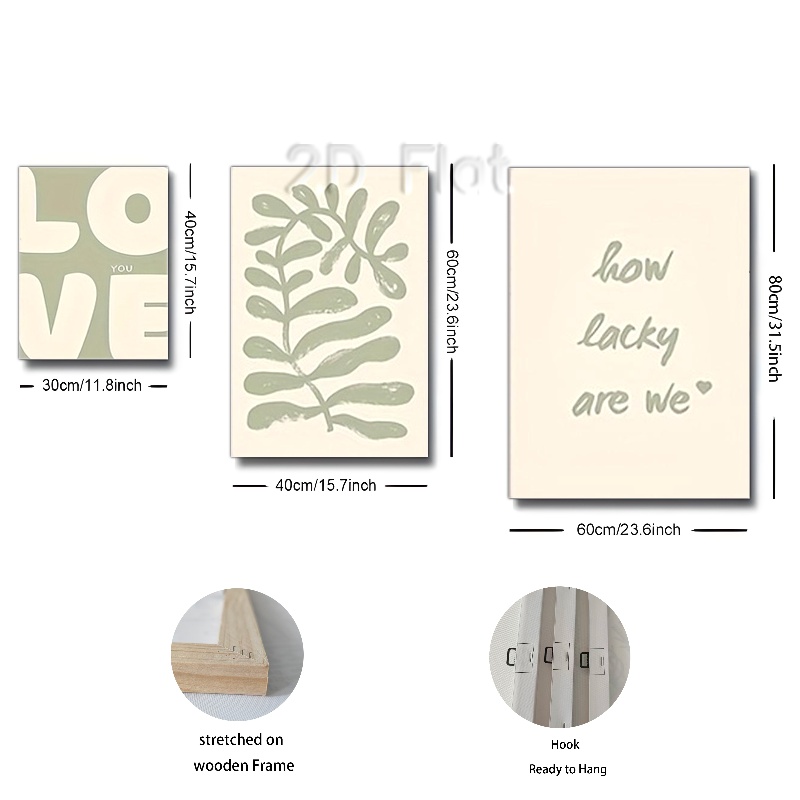 2D Flat
LO
YOU
VE
40cm/15.7inch
30cm/11.8inch
60cm/23.6inch
40cm/15.7inch
how
lacky
are we
80cm/31.5inch
60cm/23.6inch
stretched on
wooden Frame
Hook
Ready to Hang